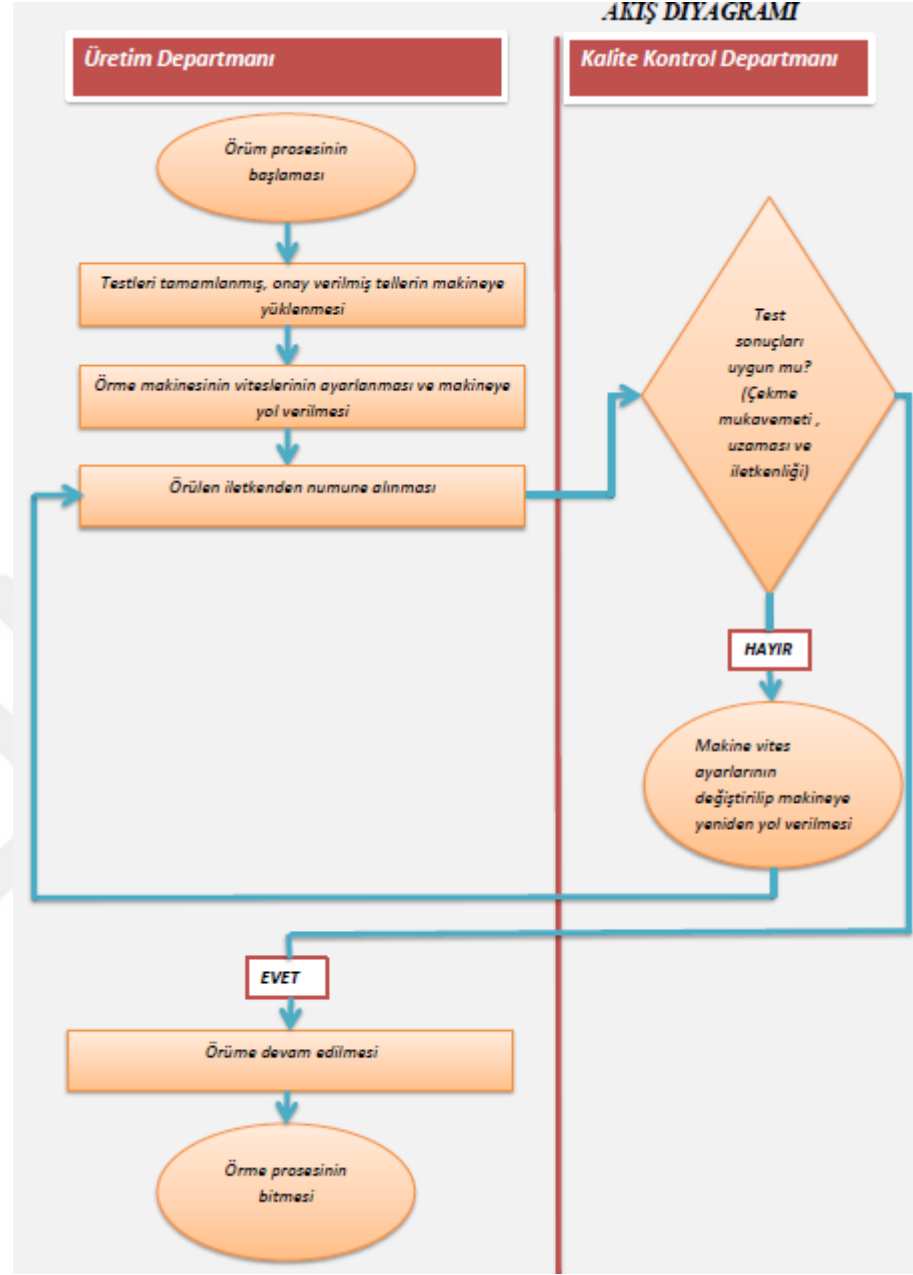 AKIŞ DİYAGRAMI
Üretim Departmanı
Kalite Kontrol Departmanı
Örüm prosesinin
başlaması
Testleri tamamlanmış, onay verilmiş tellerin makineye
yüklenmesi
Örme makinesinin viteslerinin ayarlanması ve makineye
yol verilmesi
Örülen iletkenden numune alınması
Test
sonuçları
uygun mu?
(Çekme
mukavemeti ,
uzaması ve
iletkenliği)
HAYIR
Makine vites
ayarlarının
değiştirilip makineye
yeniden yol verilmesi
EVET
Örüme devam edilmesi
Örme prosesinin
bitmesi